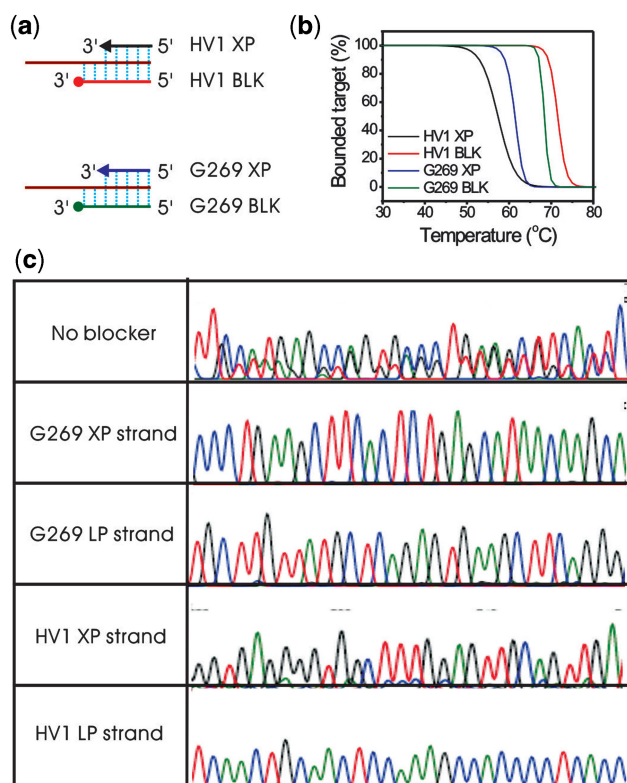 (a)
3' 5' HV1 XP
3' 5' HV1 BLK
3' 5' G269 XP
3' 5' G269 BLK
(b)
Bounded target (%)
100
80
60
40
20
0
HV1 XP
HV1 BLK
G269 XP
G269 BLK
30 40 50 60 70 80
Temperature (°C)
(c)
No blocker
G269 XP strand
G269 LP strand
HV1 XP strand
HV1 LP strand